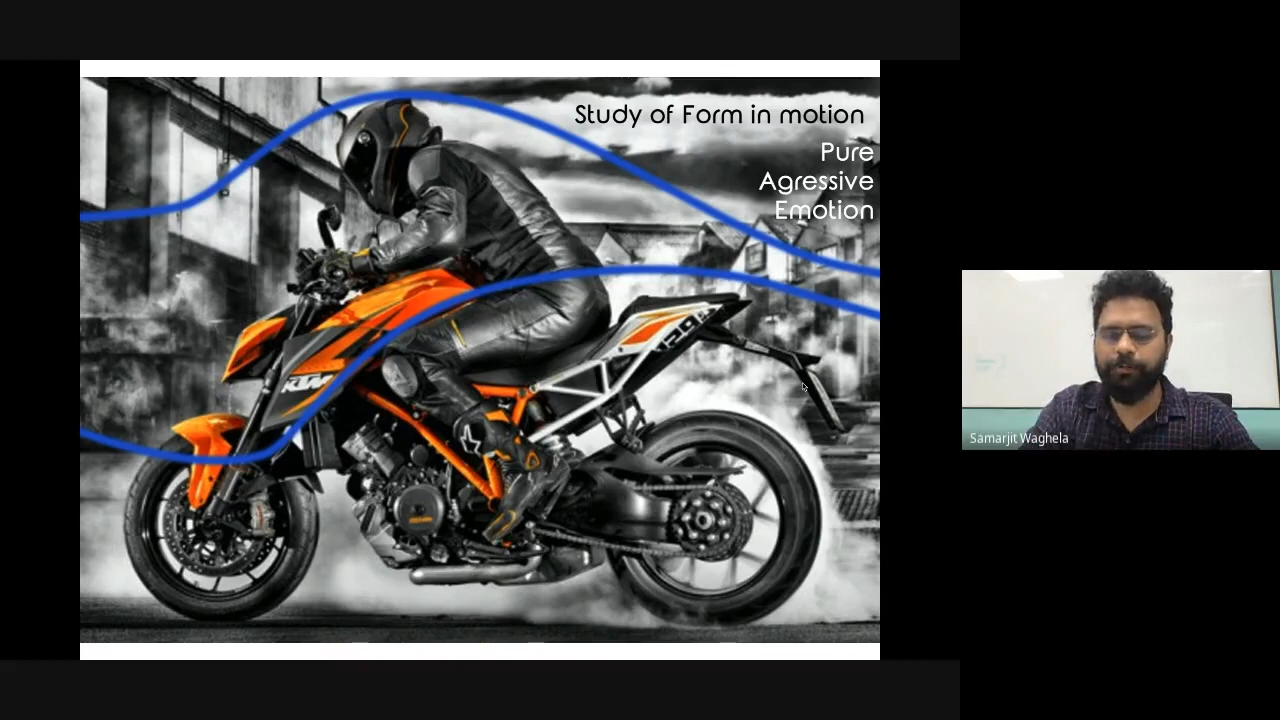 Study of Form in motion
Pure
Agressive
Emotion
KTM
Samarjit Waghela